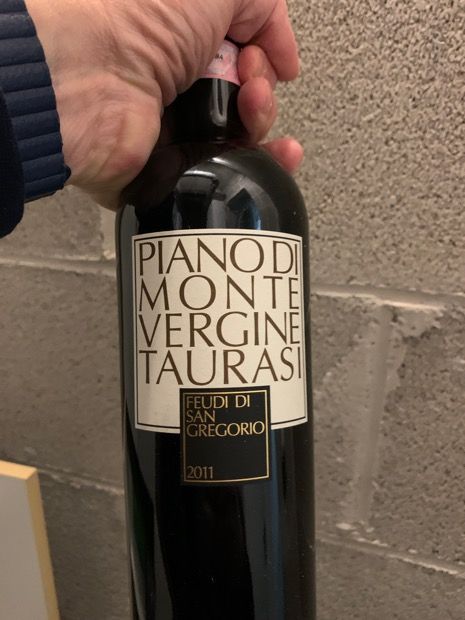 PIANO DI
MONTE
VERGINE
TAURASI
FEUDI DI
SAN
GREGORIO
2011